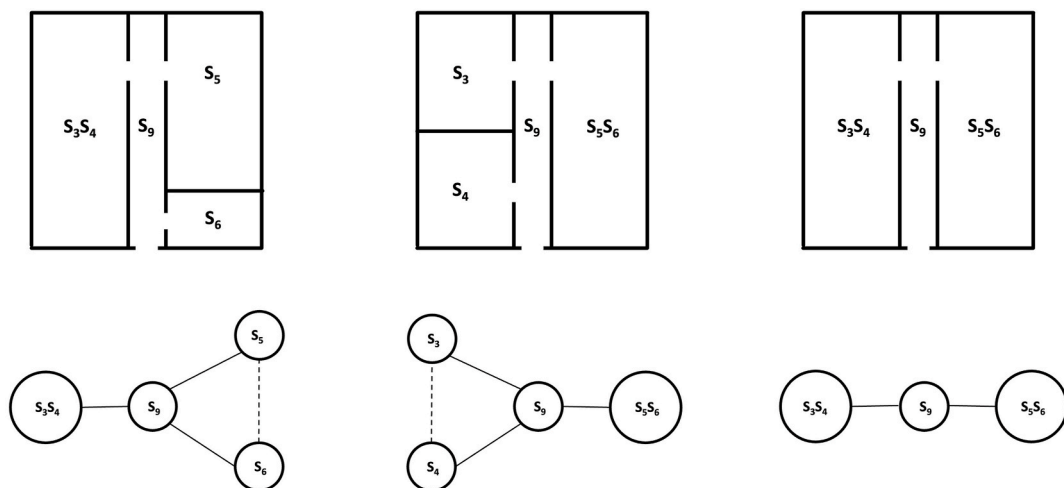 S₃S₄ S₉ S₅
S₆
S₃ S₉ S₅S₆
S₄
S₃S₄ S₉ S₅S₆
S₅
S₃S₄ S₉
S₆
S₃
S₉ S₅S₆
S₄
S₃S₄ S₉ S₅S₆